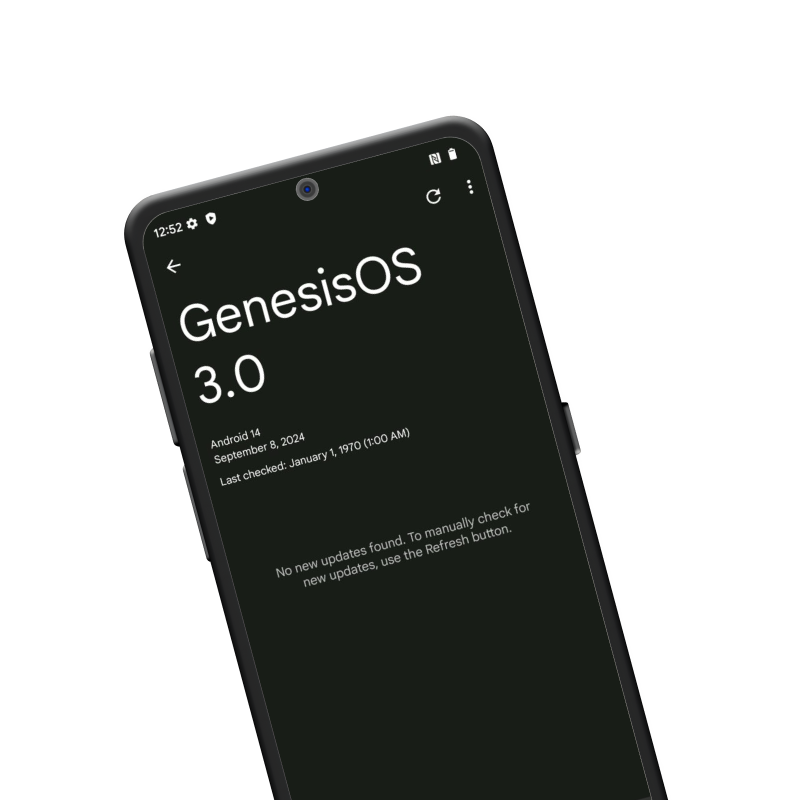 12:52
GenesisOS
3.0
Android 14
September 8, 2024
Last checked: January 1, 1970 (1:00 AM)
No new updates found. To manually check for
new updates, use the Refresh button.